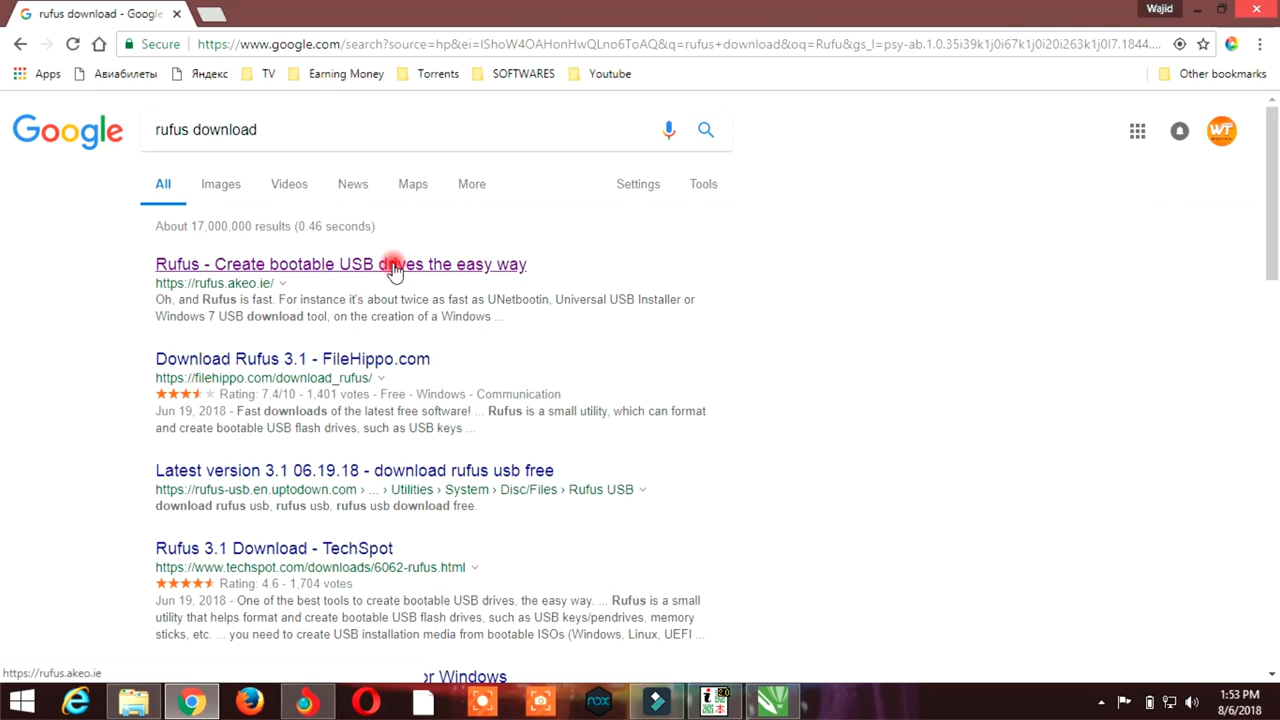 rufus download - Google
Wajid
Secure
https://www.google.com/search?source=hp&ei=IShoW4OAHonHwQLno6ToAQ&q=rufus+download&oq=Rufu&gs_l=psy-ab.1.0.35i39k1j0i67k1j0i20i263k1j0l7.1844....
Apps
Авиабилеты
Яндекс
TV
Earning Money
Torrents
SOFTWARES
Youtube
Other bookmarks
Google
rufus download
WT
All
Images
Videos
News
Maps
More
Settings
Tools
About 17,000,000 results (0.46 seconds)
Rufus - Create bootable USB drives the easy way
https://rufus.akeo.ie/
Oh, and Rufus is fast. For instance it's about twice as fast as UNetbootin, Universal USB Installer or
Windows 7 USB download tool, on the creation of a Windows ...
Download Rufus 3.1 - FileHippo.com
https://filehippo.com/download_rufus/
Rating: 7.4/10 - 1,401 votes - Free - Windows - Communication
Jun 19, 2018 - Fast downloads of the latest free software! ... Rufus is a small utility, which can format
and create bootable USB flash drives, such as USB keys ...
Latest version 3.1 06.19.18 - download rufus usb free
https://rufus-usb.en.uptodown.com › ... › Utilities › System › Disc/Files › Rufus USB
download rufus usb, rufus usb, rufus usb download free.
Rufus 3.1 Download - TechSpot
https://www.techspot.com/downloads/6062-rufus.html
Rating: 4.6 - 1,704 votes
Jun 19, 2018 - One of the best tools to create bootable USB drives, the easy way. ... Rufus is a small
utility that helps format and create bootable USB flash drives, such as USB keys/pendrives, memory
sticks, etc. ... you need to create USB installation media from bootable ISOs (Windows, Linux, UEFI ...
https://rufus.akeo.ie
or Windows
nox
2.0
1:53 PM
8/6/2018